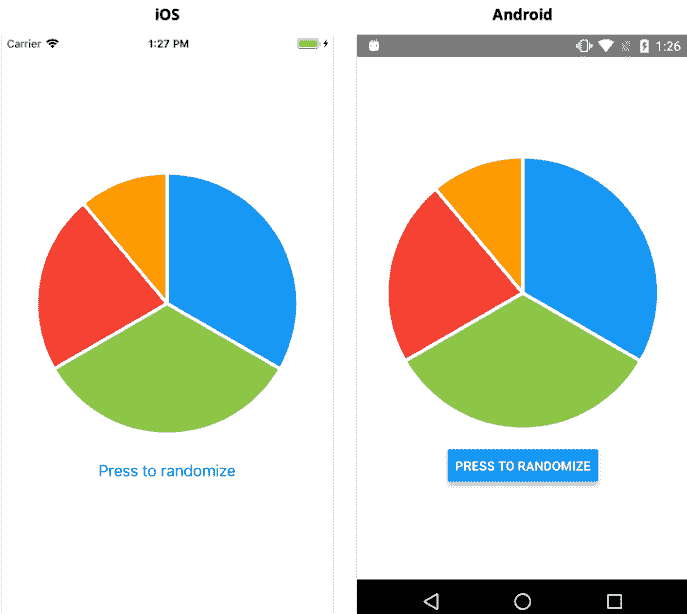 iOS
Android
Carrier 1:27 PM
1:26
Press to randomize
PRESS TO RANDOMIZE